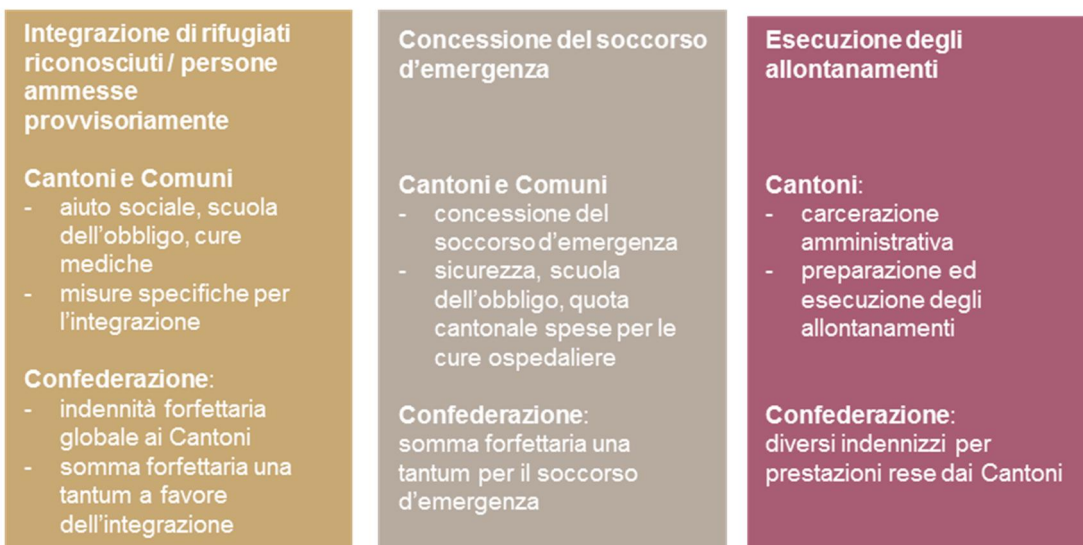 Integrazione di rifugiati
riconosciuti / persone
ammesse
provvisoriamente
Cantoni e Comuni
- aiuto sociale, scuola
dell'obbligo, cure
mediche
- misure specifiche per
l'integrazione
Confederazione:
- indennità forfettaria
globale ai Cantoni
- somma forfettaria una
tantum a favore
dell'integrazione
Concessione del soccorso
d'emergenza
Cantoni e Comuni
- concessione del
soccorso d'emergenza
- sicurezza, scuola
dell'obbligo, quota
cantonale spese per le
cure ospedaliere
Confederazione:
somma forfettaria una
tantum per il soccorso
d'emergenza
Esecuzione degli
allontanamenti
Cantoni:
- carcerazione
amministrativa
- preparazione ed
esecuzione degli
allontanamenti
Confederazione:
diversi indennizzi per
prestazioni rese dai Cantoni